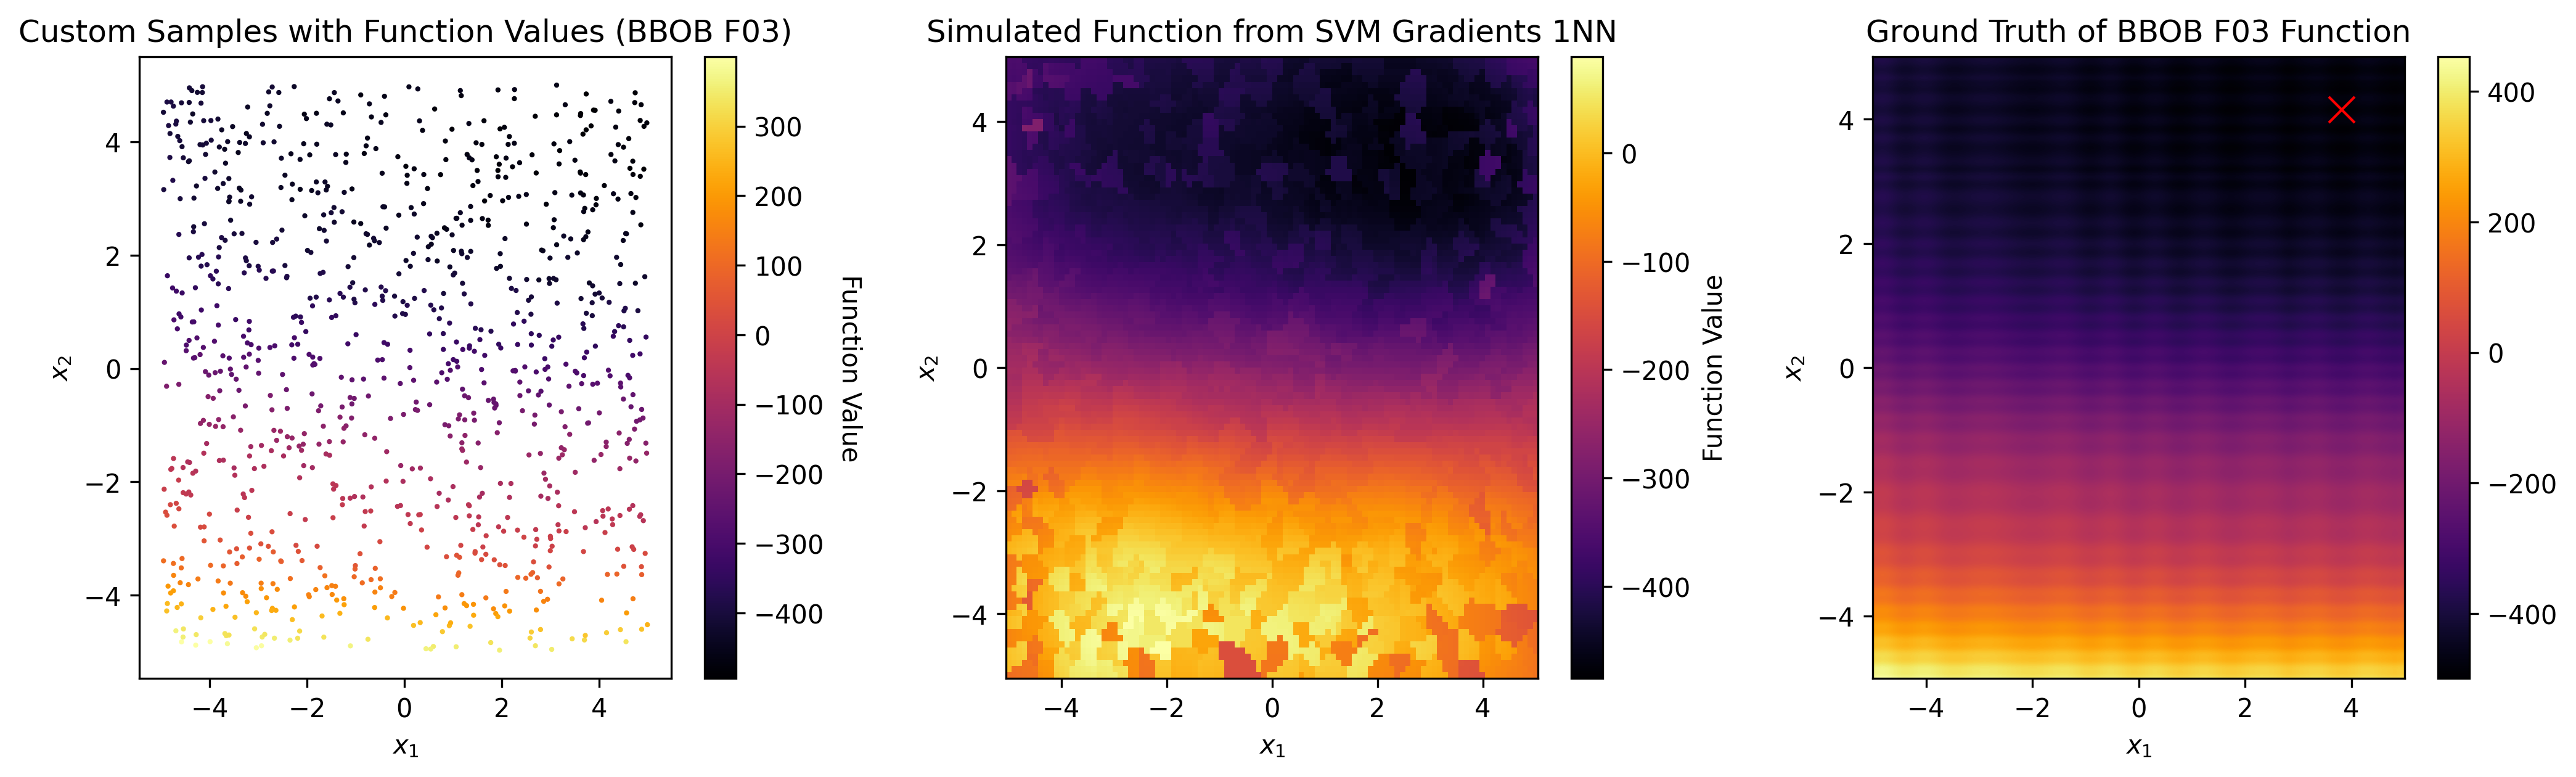 Custom Samples with Function Values (BBOB F03)
4
2
0
−2
−4
x₂
−4 −2 0 2 4
x₁
300
200
100
0
−100
−200
−300
−400
Function Value
Simulated Function from SVM Gradients 1NN
4
2
0
−2
−4
x₂
−4 −2 0 2 4
x₁
0
−100
−200
−300
−400
Function Value
Ground Truth of BBOB F03 Function
4
2
0
−2
−4
x₂
−4 −2 0 2 4
x₁
400
200
0
−200
−400